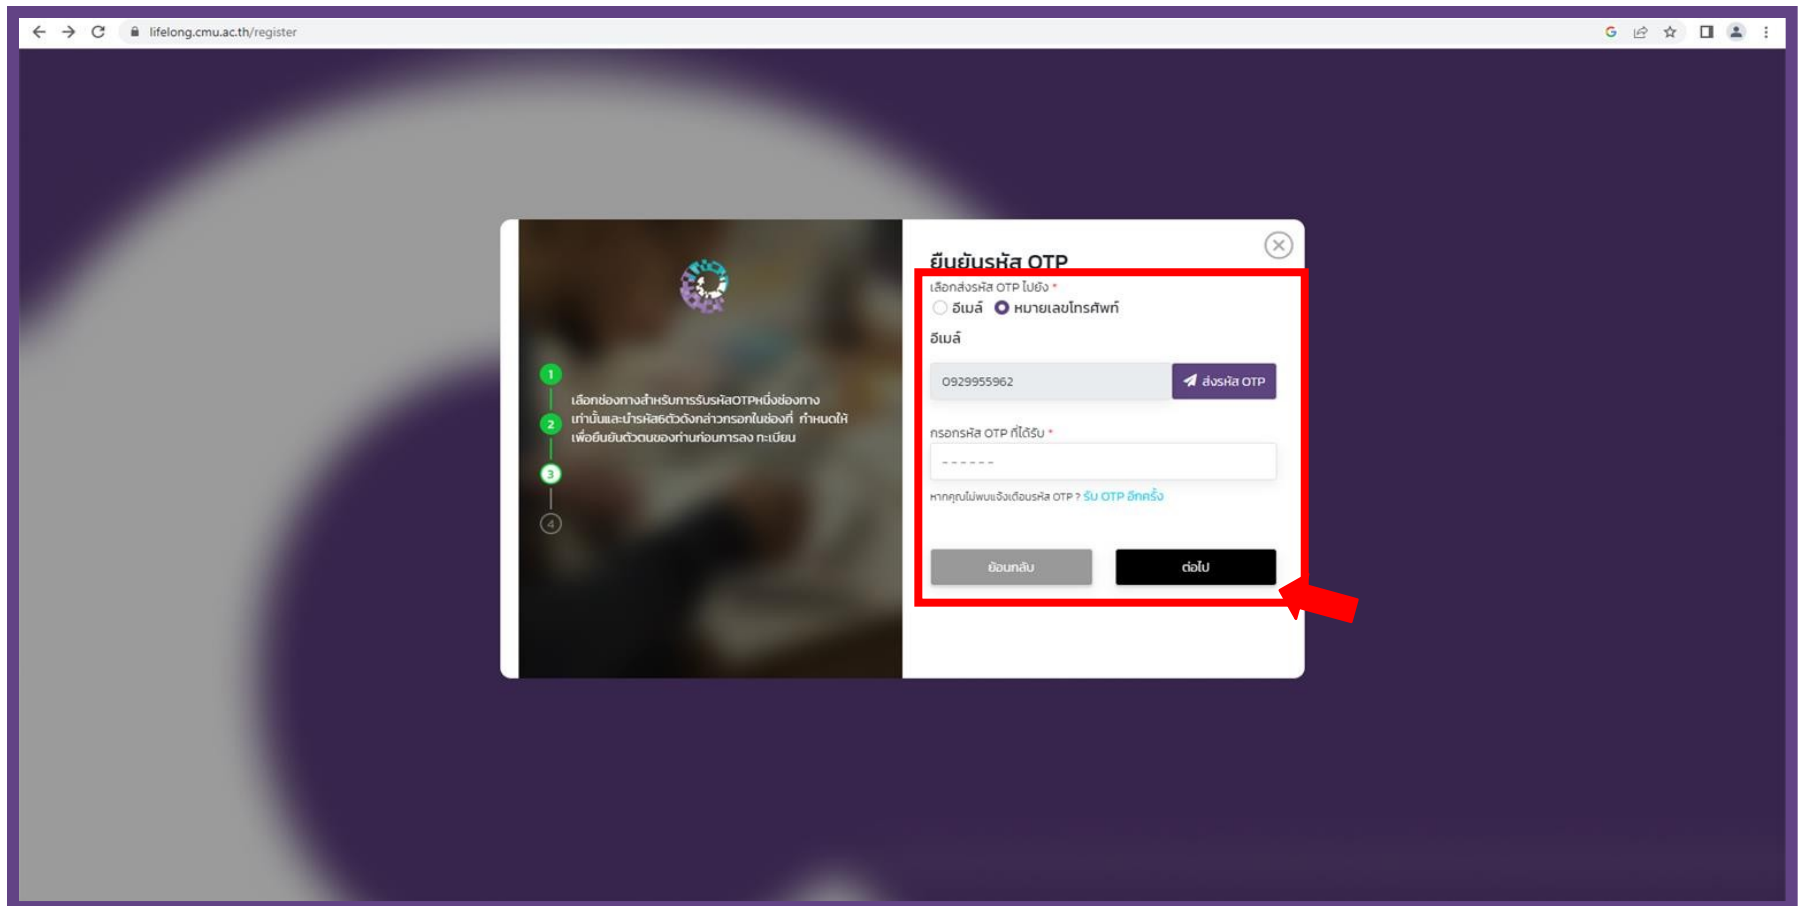 lifelong.cmu.ac.th/register
1
2
3
4
เลือกช่องทางสำหรับการรับรหัสOTPหนึ่งช่องทาง
เท่านั้นและนำรหัส6ตัวดังกล่าวกรอกในช่องที่ กำหนดให้
เพื่อยืนยันตัวตนของท่านก่อนการลง ทะเบียน
ยืนยันรหัส OTP
เลือกส่งรหัส OTP ไปยัง *
อีเมล์ หมายเลขโทรศัพท์
อีเมล์
0929955962 ส่งรหัส OTP
กรอกรหัส OTP ที่ได้รับ *
------
หากคุณไม่พบแจ้งเตือนรหัส OTP ? รับ OTP อีกครั้ง
ย้อนกลับ ต่อไป